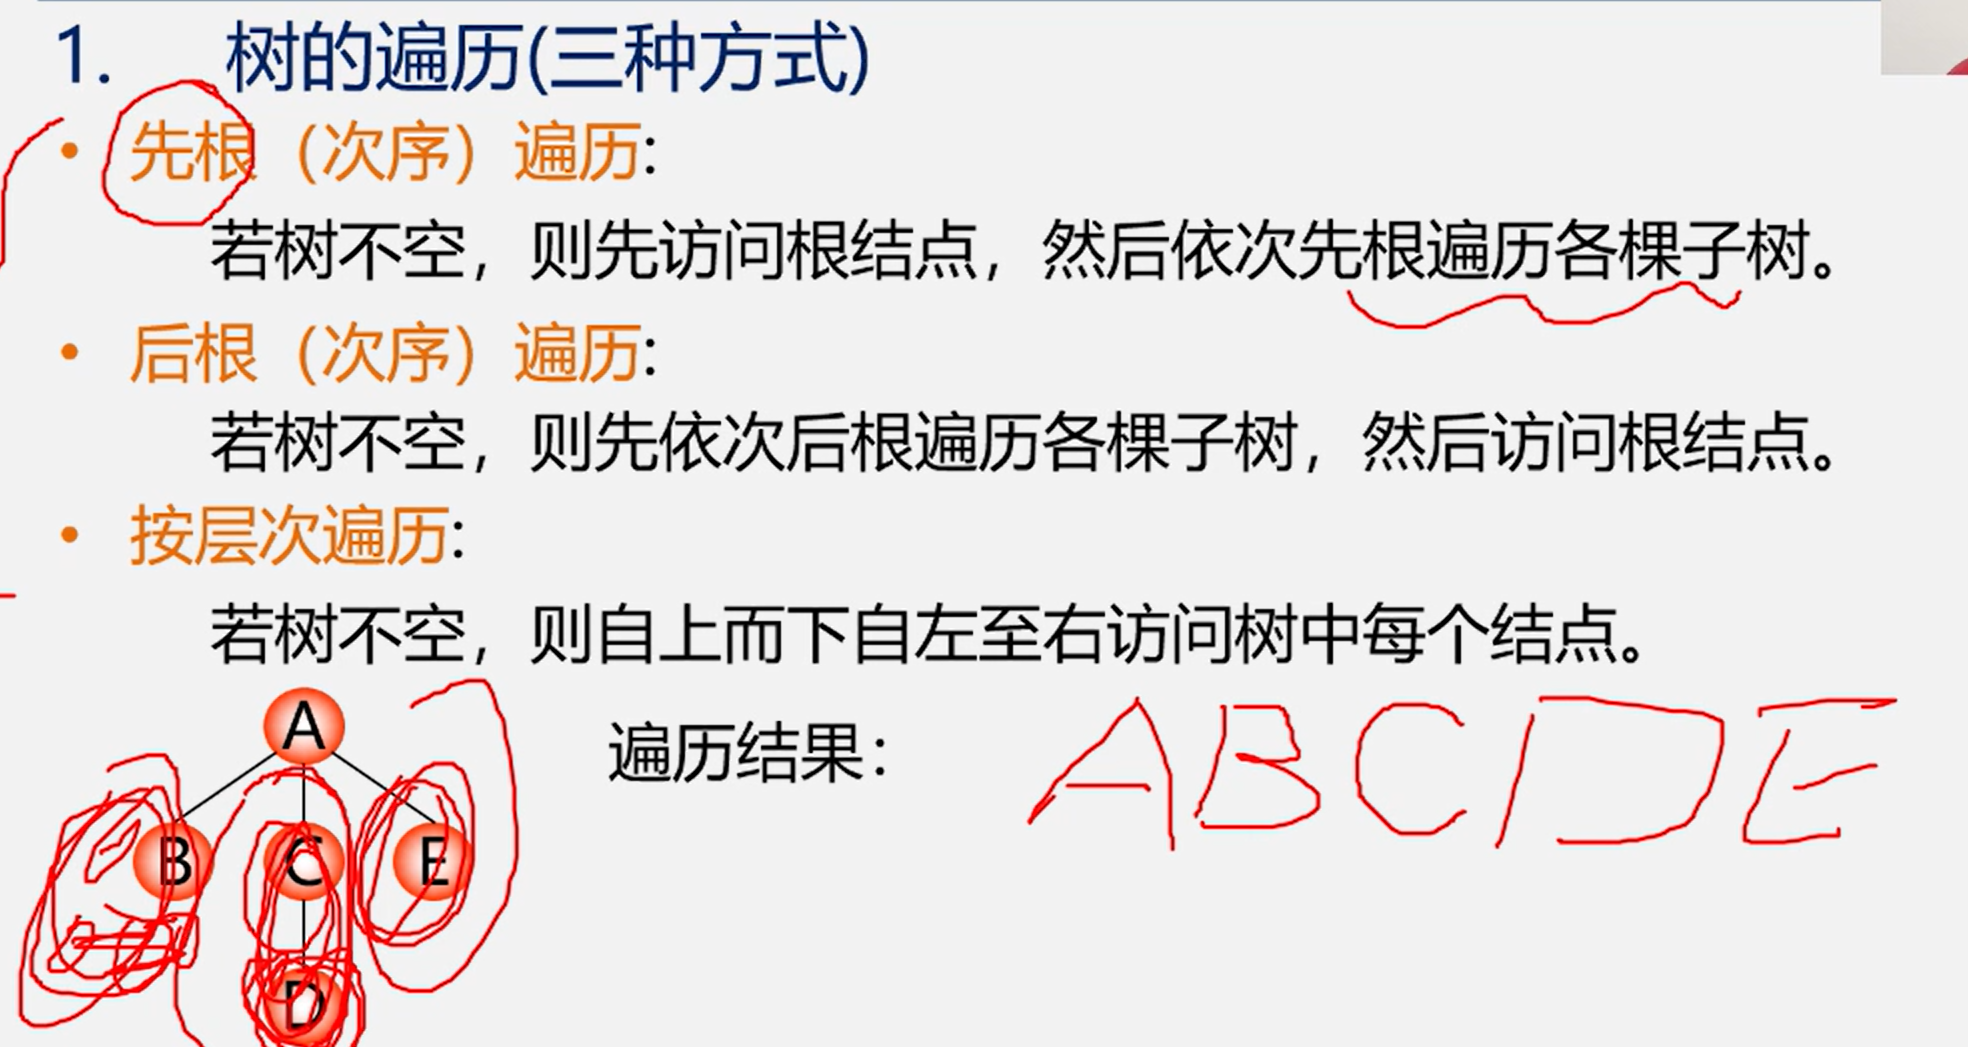 1. 树的遍历(三种方式)
• 先根（次序）遍历:
若树不空，则先访问根结点，然后依次先根遍历各棵子树。
• 后根（次序）遍历:
若树不空，则先依次后根遍历各棵子树，然后访问根结点。
• 按层次遍历:
若树不空，则自上而下自左至右访问树中每个结点。
A
遍历结果： ABCDE
B C E
D